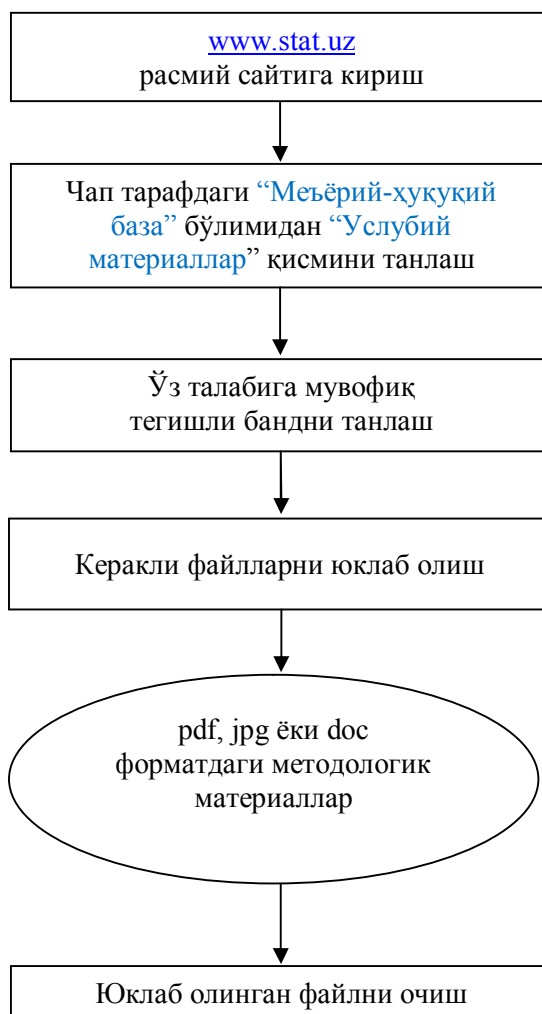 www.stat.uz
расмий сайтига кириш
Чап тарафдаги “Меъёрий-ҳуқуқий
база” бўлимидан “Услубий
материаллар” қисмини танлаш
Ўз талабига мувофиқ
тегишли бандни танлаш
Керакли файлларни юклаб олиш
pdf, jpg ёки doc
форматдаги методологик
материаллар
Юклаб олинган файлни очиш